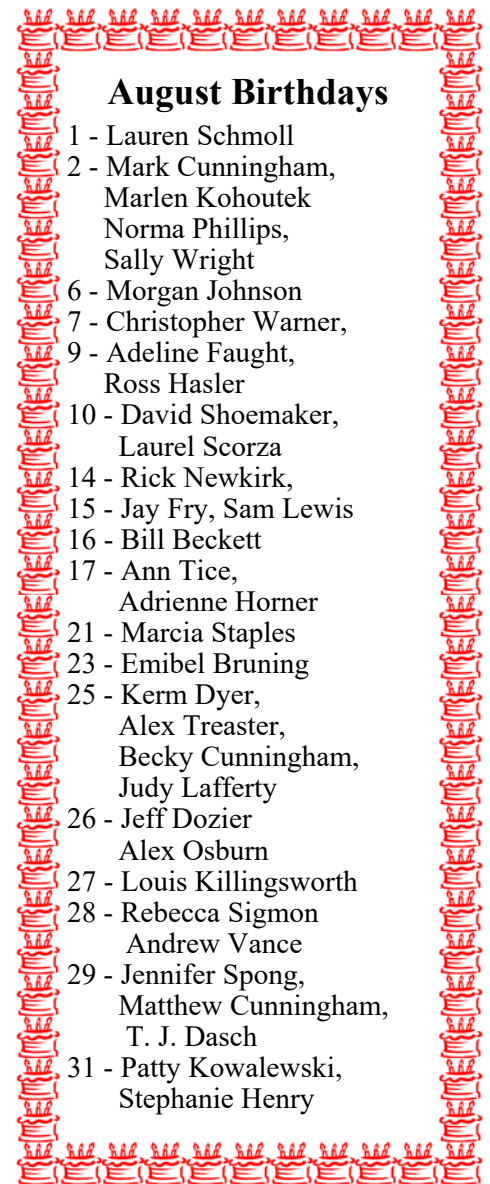 August Birthdays
1 - Lauren Schmoll
2 - Mark Cunningham,
Marlen Kohoutek
Norma Phillips,
Sally Wright
6 - Morgan Johnson
7 - Christopher Warner,
9 - Adeline Faught,
Ross Hasler
10 - David Shoemaker,
Laurel Scorza
14 - Rick Newkirk,
15 - Jay Fry, Sam Lewis
16 - Bill Beckett
17 - Ann Tice,
Adrienne Horner
21 - Marcia Staples
23 - Emibel Bruning
25 - Kerm Dyer,
Alex Treaster,
Becky Cunningham,
Judy Lafferty
26 - Jeff Dozier
Alex Osburn
27 - Louis Killingsworth
28 - Rebecca Sigmon
Andrew Vance
29 - Jennifer Spong,
Matthew Cunningham,
T. J. Dasch
31 - Patty Kowalewski,
Stephanie Henry